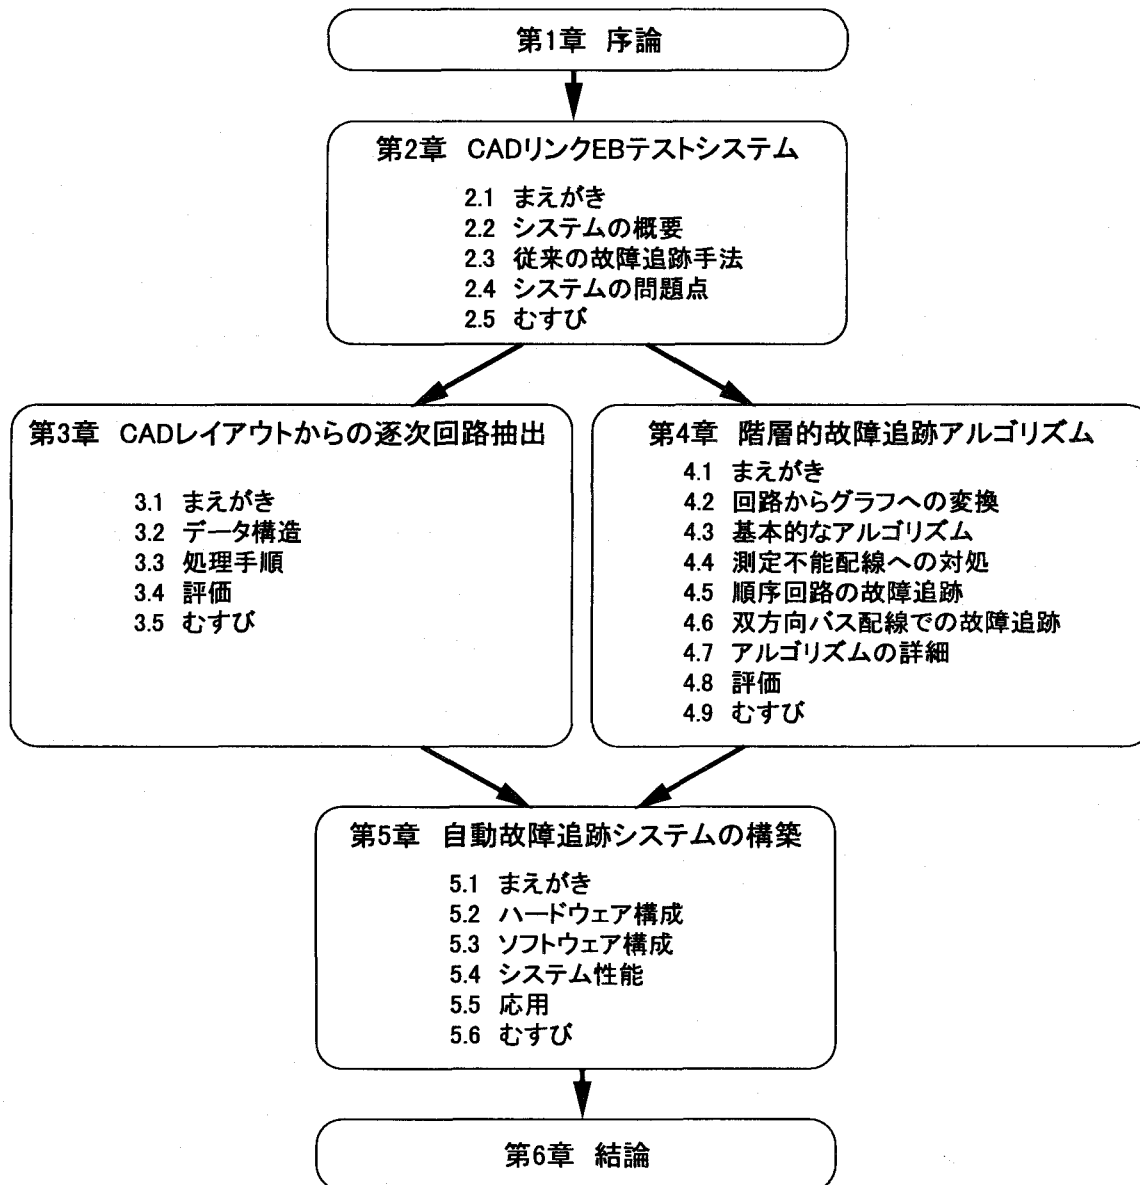 第1章 序論
第2章 CADリンクEBテストシステム
2.1 まえがき
2.2 システムの概要
2.3 従来の故障追跡手法
2.4 システムの問題点
2.5 むすび
第3章 CADレイアウトからの逐次回路抽出
3.1 まえがき
3.2 データ構造
3.3 処理手順
3.4 評価
3.5 むすび
第4章 階層的故障追跡アルゴリズム
4.1 まえがき
4.2 回路からグラフへの変換
4.3 基本的なアルゴリズム
4.4 測定不能配線への対処
4.5 順序回路の故障追跡
4.6 双方向バス配線での故障追跡
4.7 アルゴリズムの詳細
4.8 評価
4.9 むすび
第5章 自動故障追跡システムの構築
5.1 まえがき
5.2 ハードウェア構成
5.3 ソフトウェア構成
5.4 システム性能
5.5 応用
5.6 むすび
第6章 結論